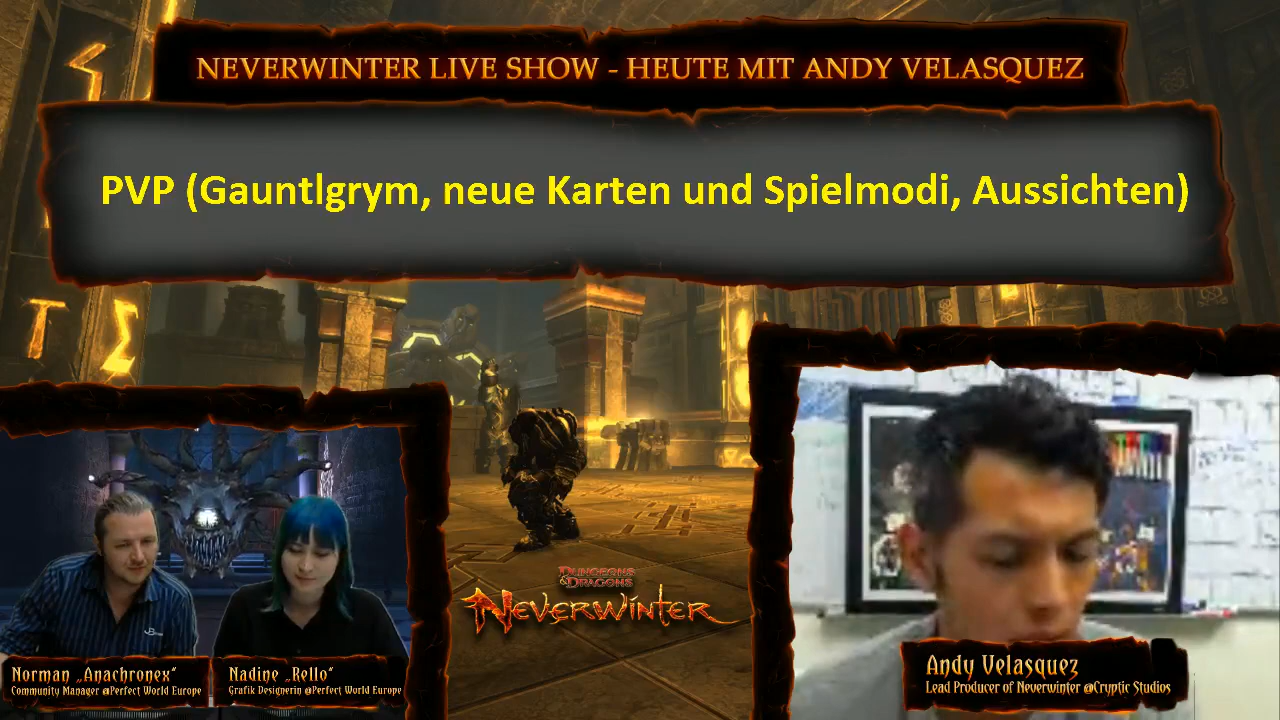 NEVERWINTER LIVE SHOW - HEUTE MIT ANDY VELASQUEZ
PVP (Gauntlgrym, neue Karten und Spielmodi, Aussichten)
DUNGEONS
& DRAGONS
NEVERWINTER
Norman „Anachronex“
Community Manager @Perfect World Europe
Nadine „Rello“
Grafik Designerin @Perfect World Europe
Andy Velasquez
Lead Producer of Neverwinter @Cryptic Studios